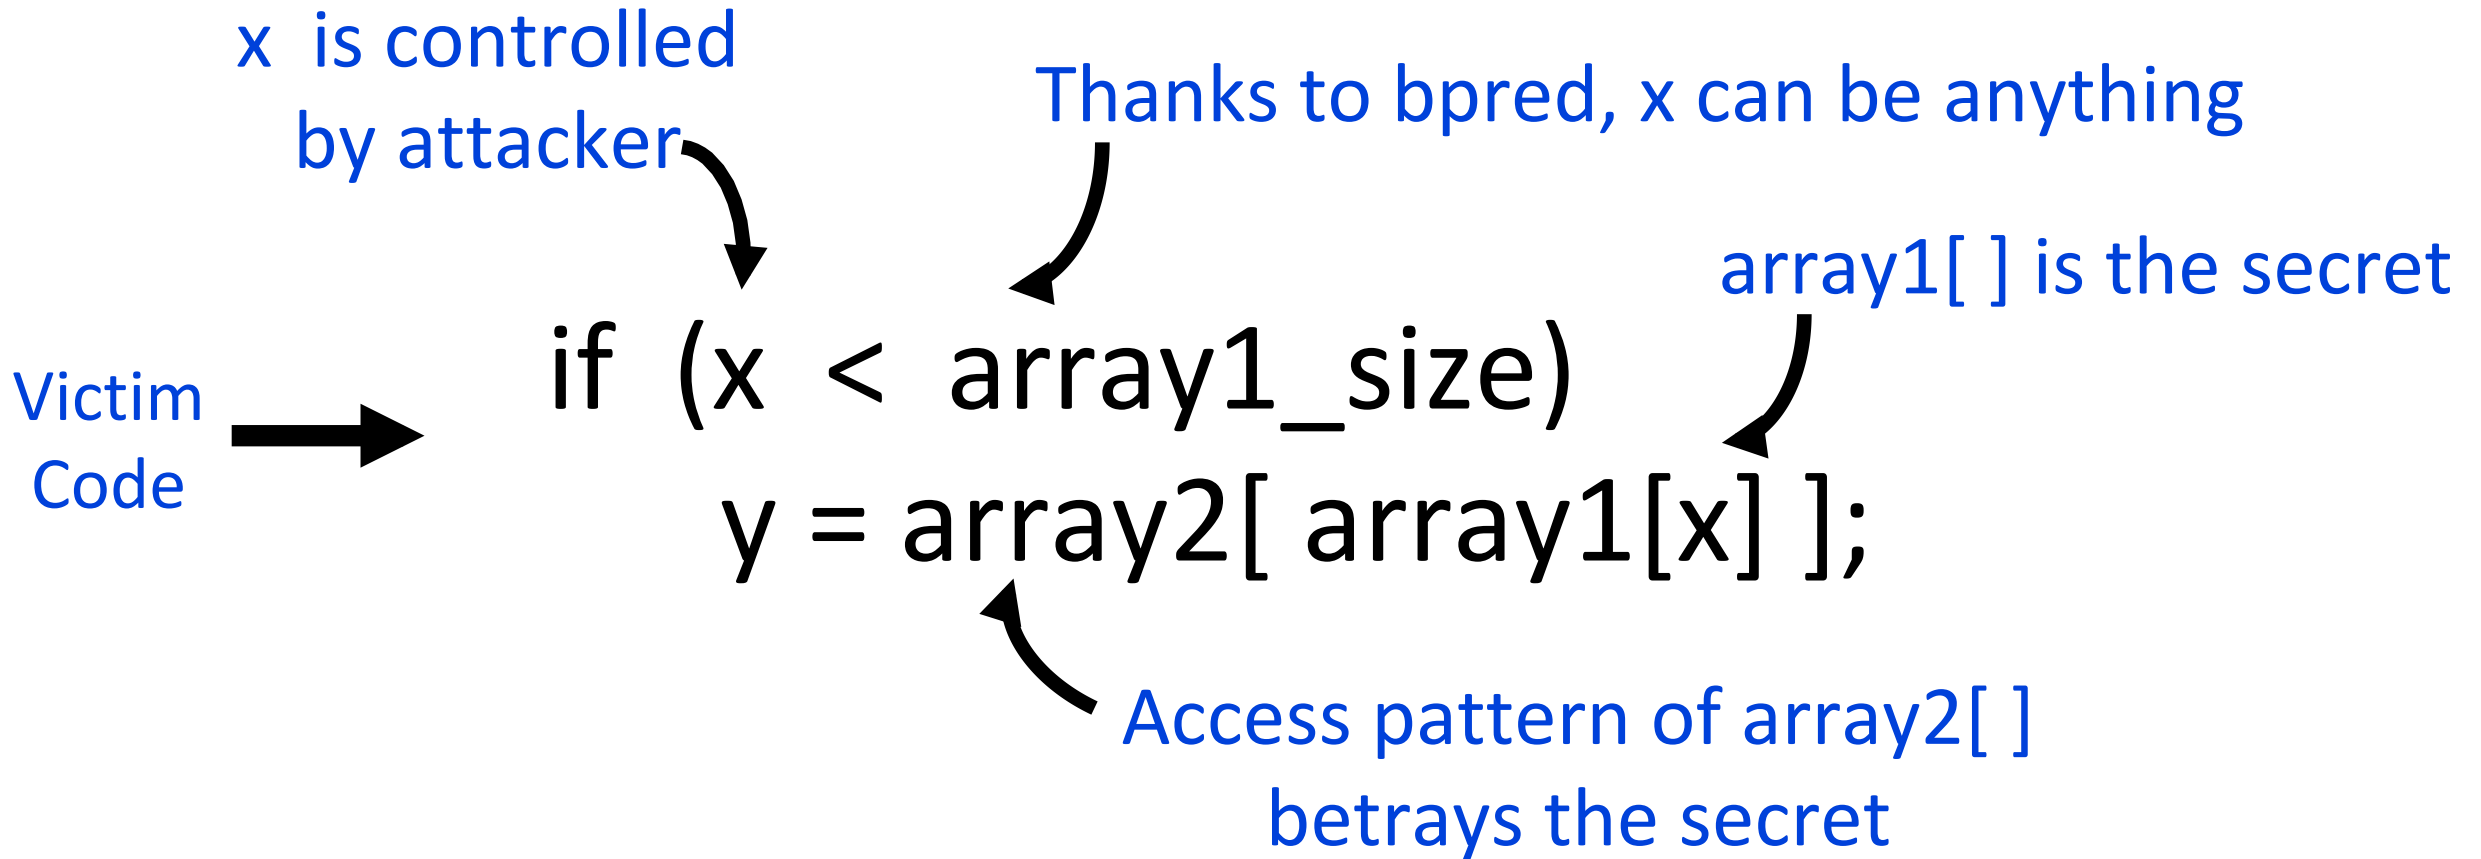 x is controlled
by attacker
Thanks to bpred, x can be anything
array1[ ] is the secret
Victim
Code
if (x < array1_size)
y = array2[ array1[x] ];
Access pattern of array2[ ]
betrays the secret